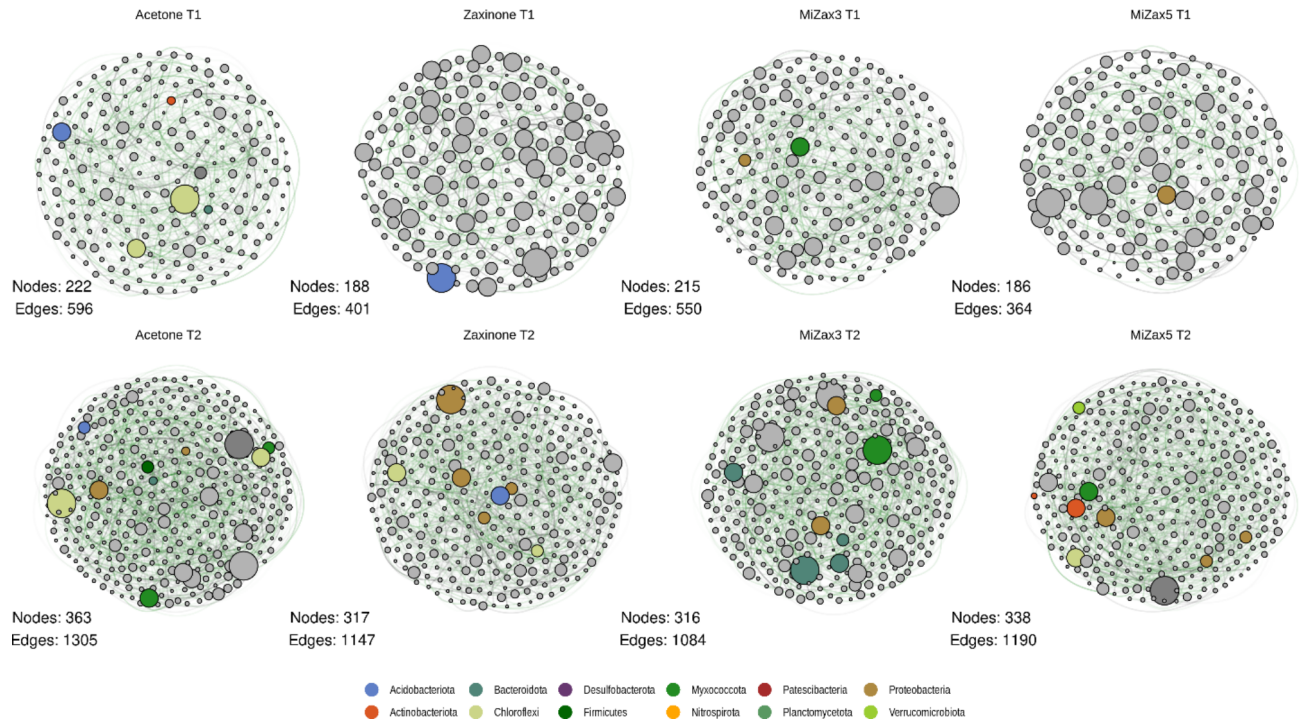 Acetone T1
Zaxinone T1
MiZax3 T1
MiZax5 T1
Nodes: 222
Edges: 596
Nodes: 188
Edges: 401
Nodes: 215
Edges: 550
Nodes: 186
Edges: 364
Acetone T2
Zaxinone T2
MiZax3 T2
MiZax5 T2
Nodes: 363
Edges: 1305
Nodes: 317
Edges: 1147
Nodes: 316
Edges: 1084
Nodes: 338
Edges: 1190
Acidobacteriota
Bacteroidota
Desulfobacterota
Myxococcota
Patescibacteria
Proteobacteria
Actinobacteriota
Chloroflexi
Firmicutes
Nitrospirota
Planctomycetota
Verrucomicrobiota